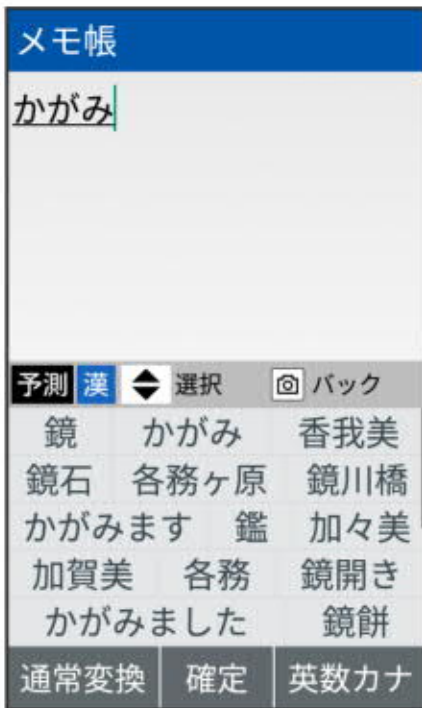 メモ帳
かがみ
予測 漢 選択 バック
鏡 かがみ 香我美
鏡石 各務ヶ原 鏡川橋
かがみます 鑑 加々美
加賀美 各務 鏡開き
かがみました 鏡餅
通常変換 確定 英数カナ